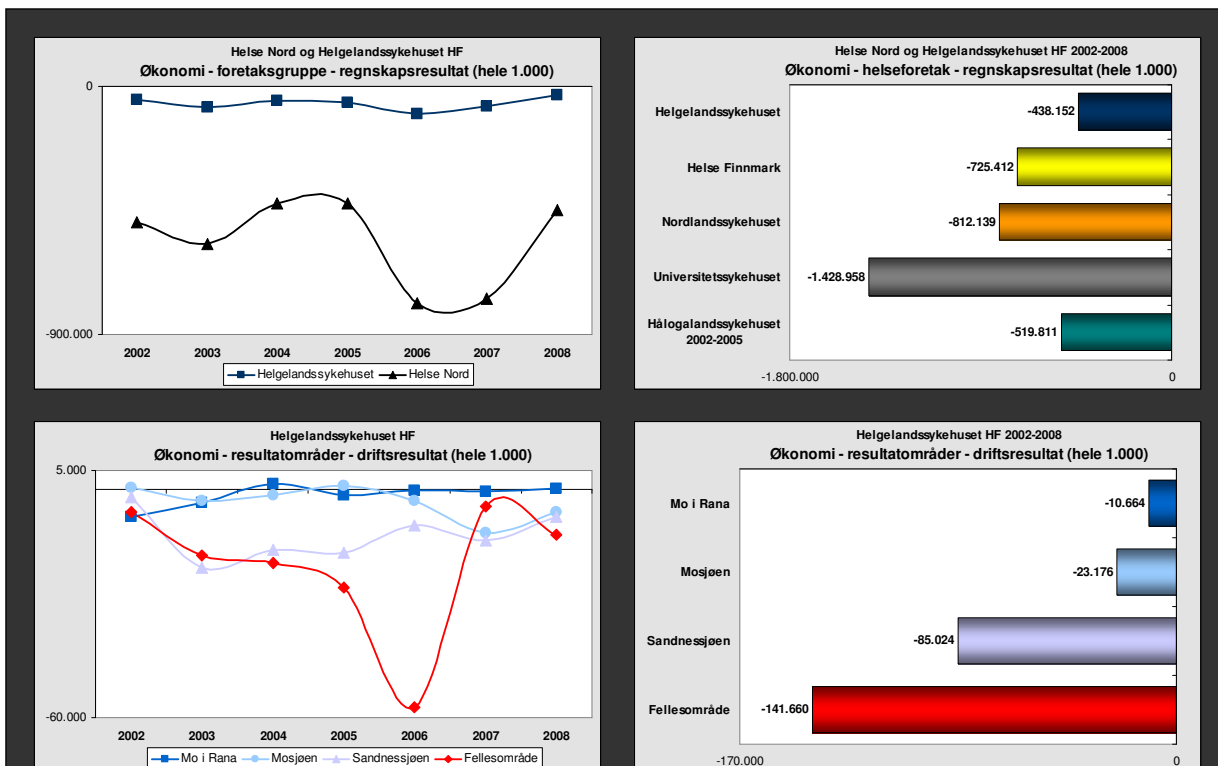 Helse Nord og Helgelandssykehuset HF
Økonomi - foretaksgruppe - regnskapsresultat (hele 1.000)
0
-900.000
2002 2003 2004 2005 2006 2007 2008
Helgelandssykehuset Helse Nord
Helse Nord og Helgelandssykehuset HF 2002-2008
Økonomi - helseforetak - regnskapsresultat (hele 1.000)
Helgelandssykehuset -438.152
Helse Finnmark -725.412
Nordlandssykehuset -812.139
Universitetssykehuset -1.428.958
Hålogalandssykehuset
2002-2005 -519.811
-1.800.000 0
Helgelandssykehuset HF
Økonomi - resultatområder - driftsresultat (hele 1.000)
5.000
-60.000
2002 2003 2004 2005 2006 2007 2008
Mo i Rana Mosjøen Sandnessjøen Fellesområde
Helgelandssykehuset HF 2002-2008
Økonomi - resultatområder - driftsresultat (hele 1.000)
Mo i Rana -10.664
Mosjøen -23.176
Sandnessjøen -85.024
Fellesområde -141.660
-170.000 0